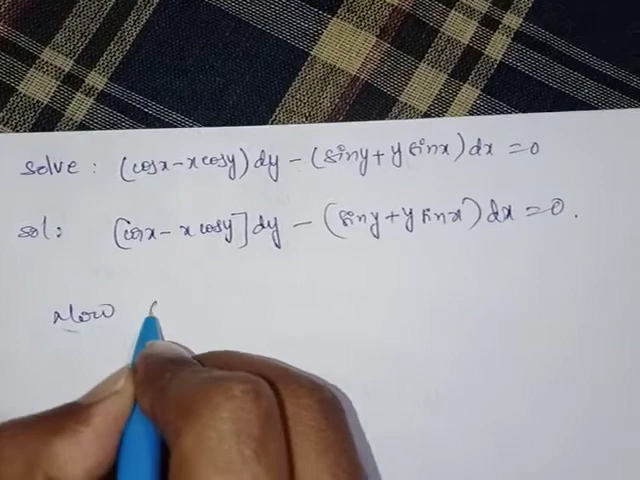 Solve : (cosx - x cosy) dy - (siny + y sinx) dx = 0
sol: [cosx - x cosy] dy - (siny + y sinx) dx = 0.
Now (